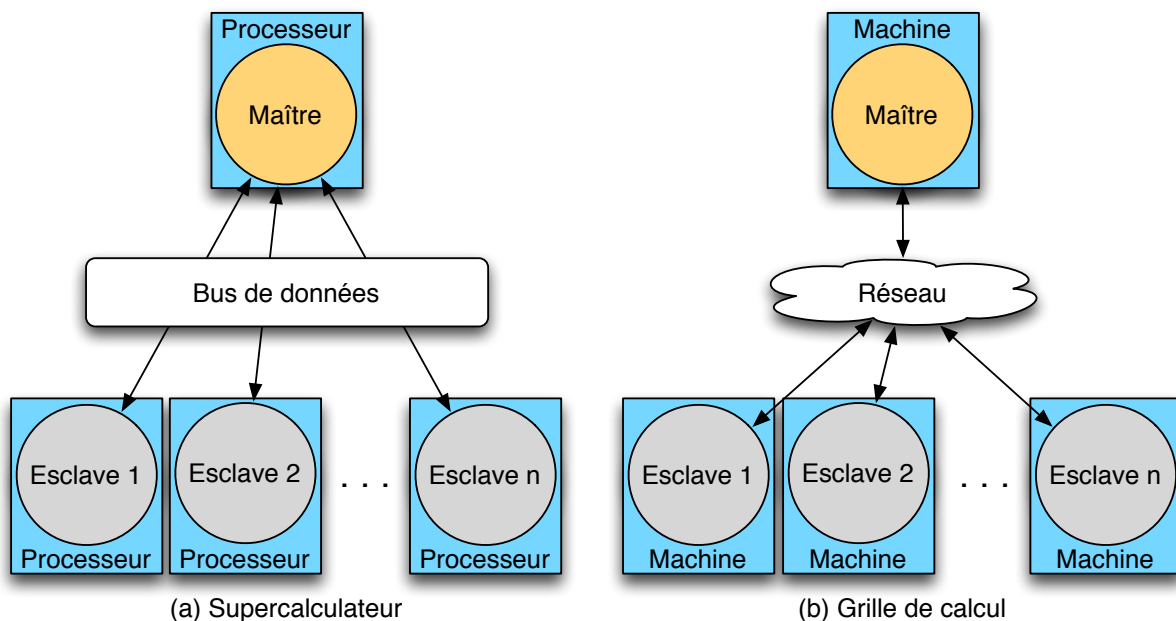 Processeur
Maître
Bus de données
Esclave 1
Processeur
Esclave 2
Processeur
. . .
Esclave n
Processeur
(a) Supercalculateur
Machine
Maître
Réseau
Esclave 1
Machine
Esclave 2
Machine
. . .
Esclave n
Machine
(b) Grille de calcul